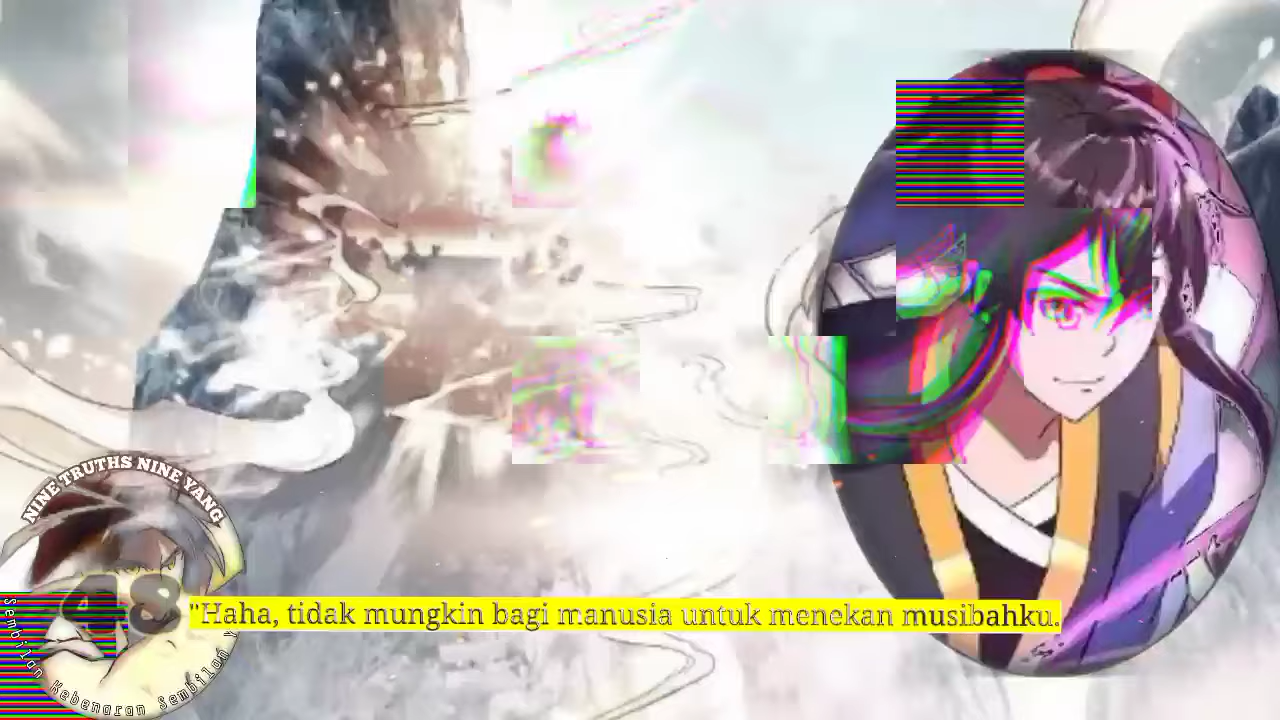 NINE TRUTHS NINE YANG
48
Sembilan Kebenaran Sembilan Y
"Haha, tidak mungkin bagi manusia untuk menekan musibahku.